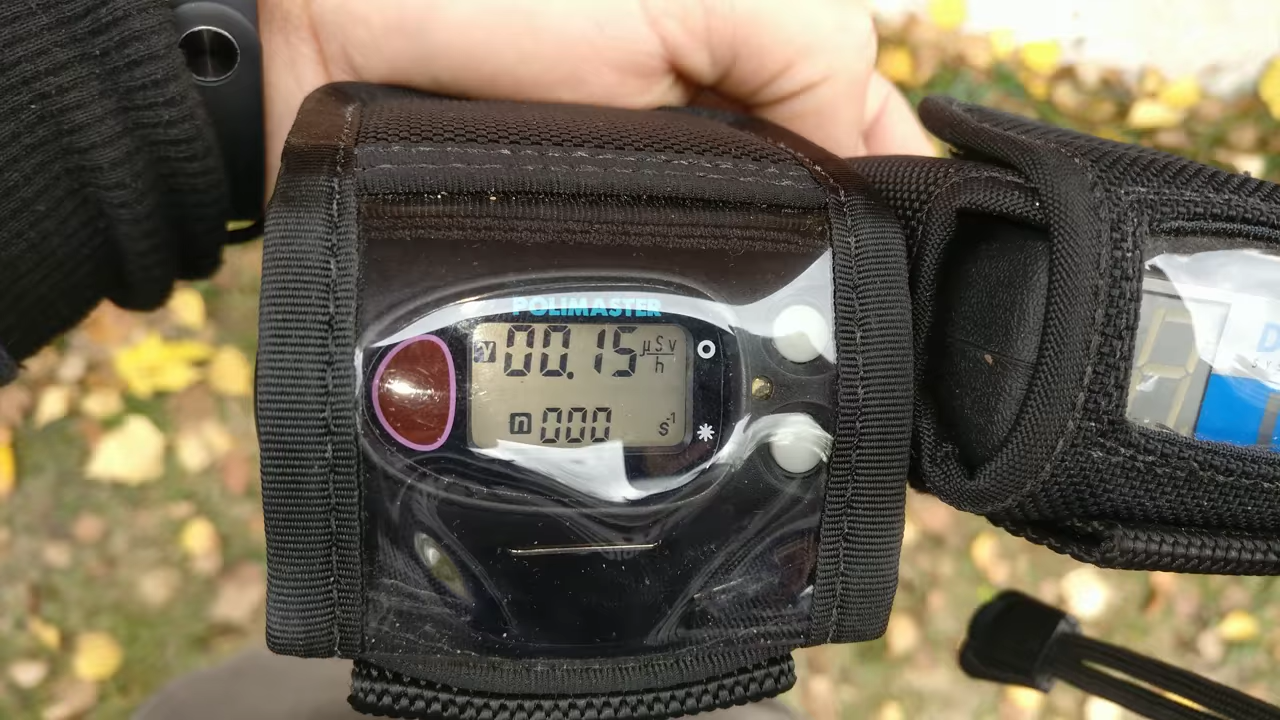 POLIMASTER
γ 00.15 µSv/h
n 000 s⁻¹
D